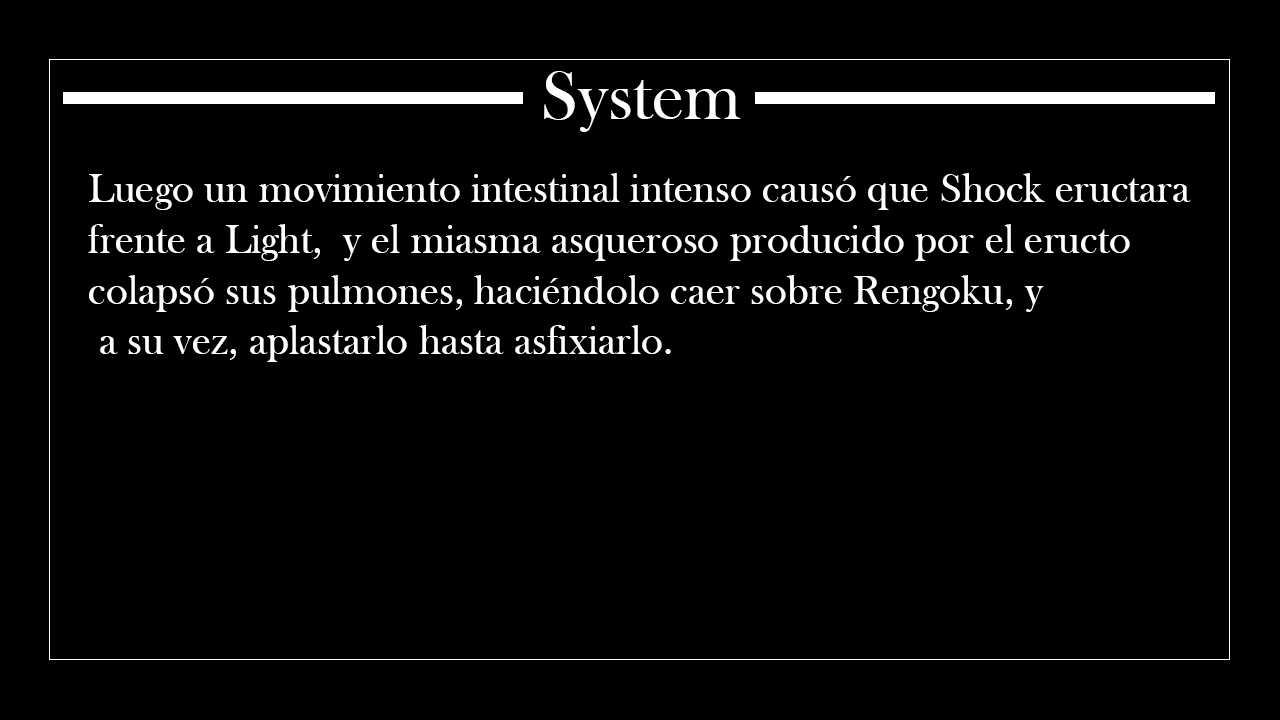 System
Luego un movimiento intestinal intenso causó que Shock eructara
frente a Light,  y el miasma asqueroso producido por el eructo
colapsó sus pulmones, haciéndolo caer sobre Rengoku, y
a su vez, aplastarlo hasta asfixiarlo.